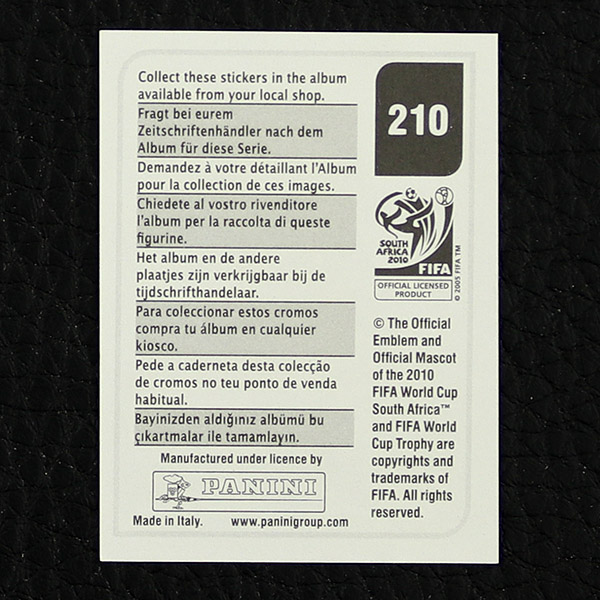 Collect these stickers in the album
available from your local shop.
Fragt bei eurem
Zeitschriftenhändler nach dem
Album für diese Serie.
Demandez à votre détaillant l'Album
pour la collection de ces images.
Chiedete al vostro rivenditore
l'album per la raccolta di queste
figurine.
Het album en de andere
plaatjes zijn verkrijgbaar bij de
tijdschrifthandelaar.
Para coleccionar estos cromos
compra tu álbum en cualquier
kiosco.
Pede a caderneta desta colecção
de cromos no teu ponto de venda
habitual.
Bayinizden aldığınız albümü bu
çıkartmalar ile tamamlayın.
Manufactured under licence by
PANINI
Made in Italy. www.paninigroup.com
210
SOUTH
AFRICA
2010
FIFA
OFFICIAL LICENSED
PRODUCT
© 2005 FIFA TM
© The Official
Emblem and
Official Mascot
of the 2010
FIFA World Cup
South Africa™
and FIFA World
Cup Trophy are
copyrights and
trademarks of
FIFA. All rights
reserved.